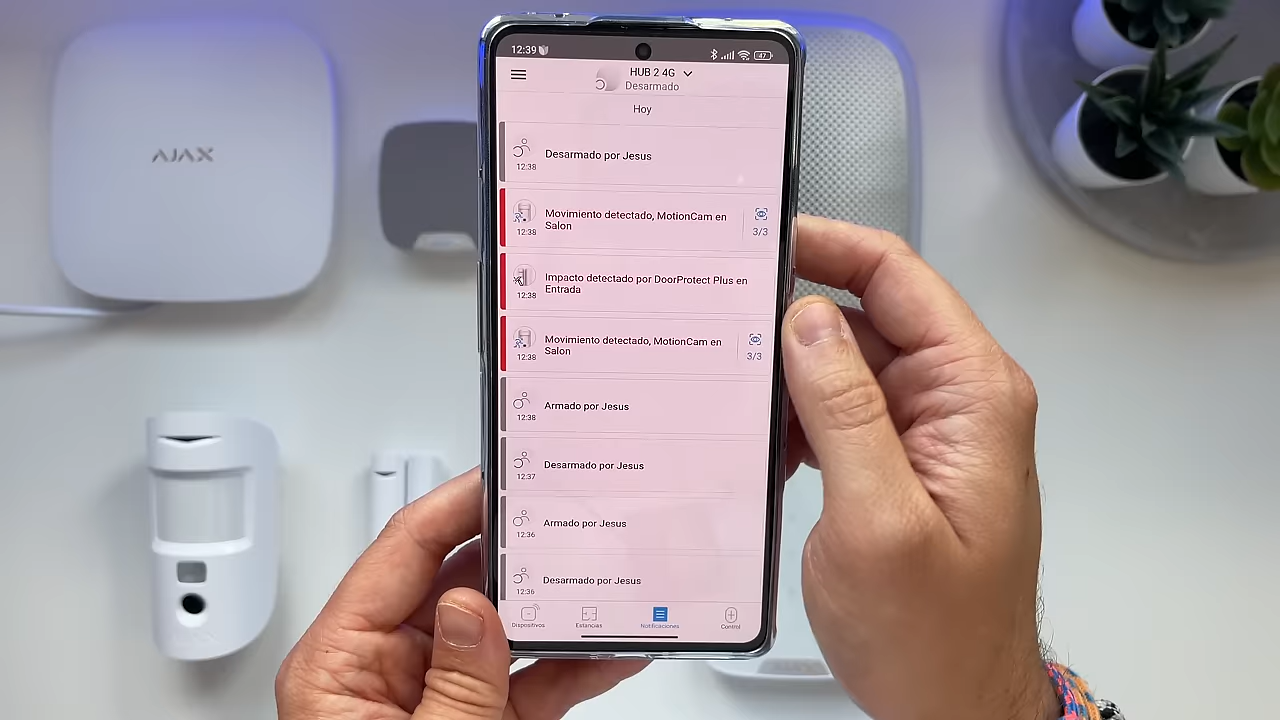 AJAX
12:39
47
HUB 2 4G
Desarmado
Hoy
Desarmado por Jesus
12:38
Movimiento detectado, MotionCam en
Salon
12:38
3/3
Impacto detectado por DoorProtect Plus en
Entrada
12:38
Movimiento detectado, MotionCam en
Salon
12:38
3/3
Armado por Jesus
12:38
Desarmado por Jesus
12:37
Armado por Jesus
12:36
Desarmado por Jesus
12:36
Dispositivos
Estancias
Notificaciones
Control